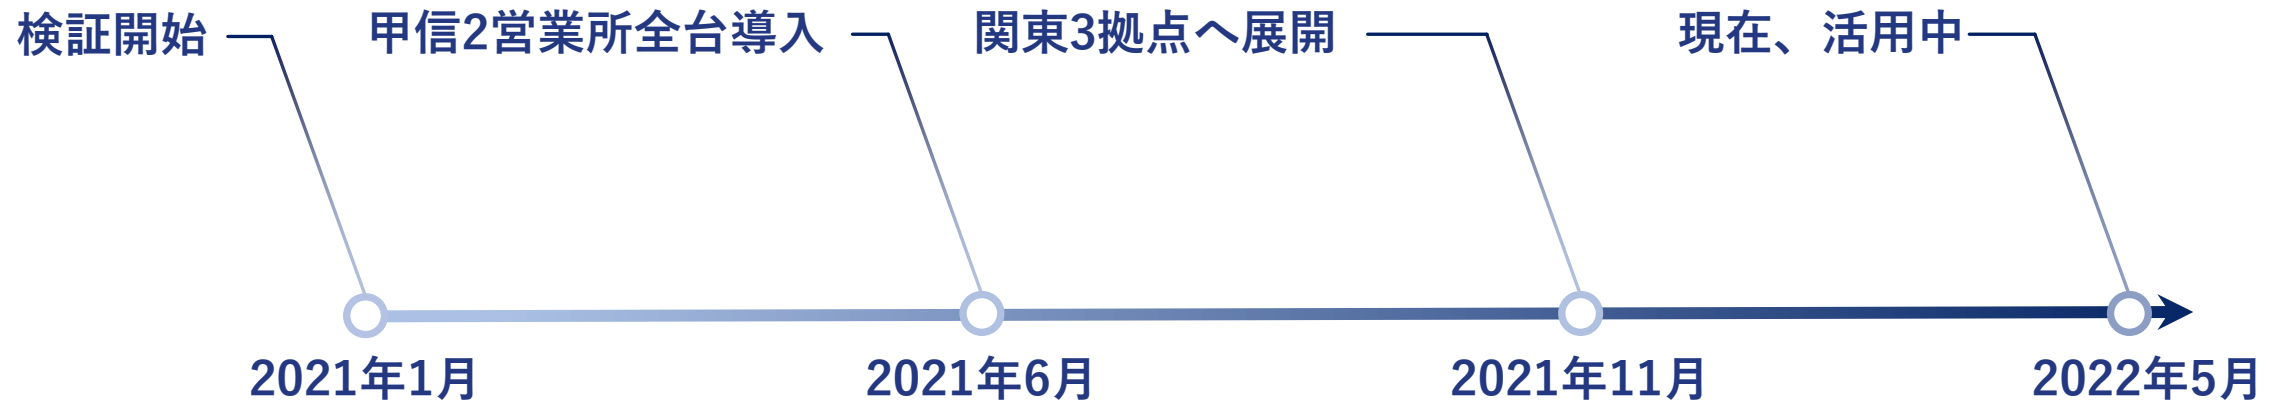 検証開始
甲信2営業所全台導入
関東3拠点へ展開
現在、活用中
2021年1月
2021年6月
2021年11月
2022年5月